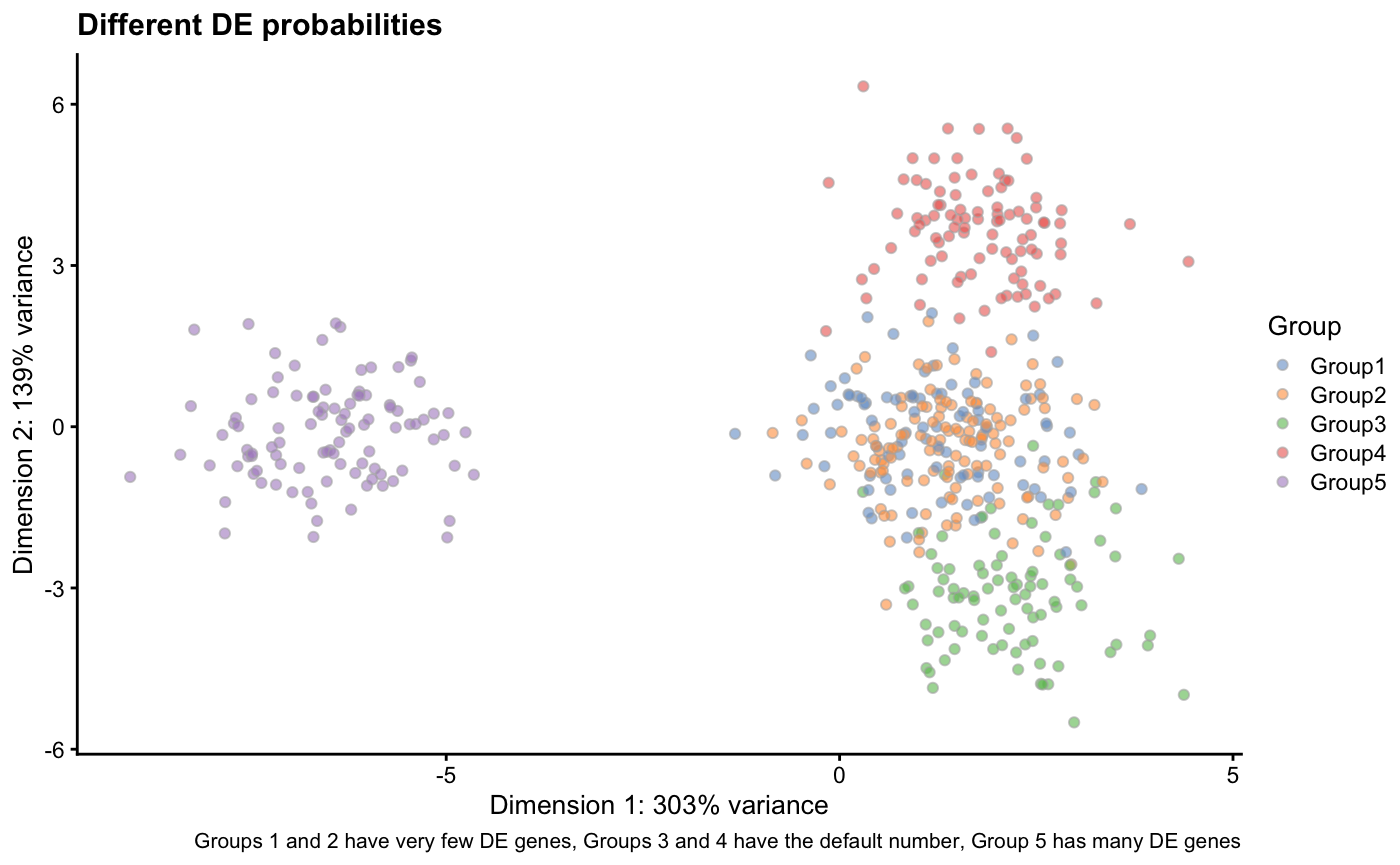 Different DE probabilities
6
3
0
-3
-6
Dimension 2: 139% variance
-5
0
5
Dimension 1: 303% variance
Groups 1 and 2 have very few DE genes, Groups 3 and 4 have the default number, Group 5 has many DE genes
Group
Group1
Group2
Group3
Group4
Group5